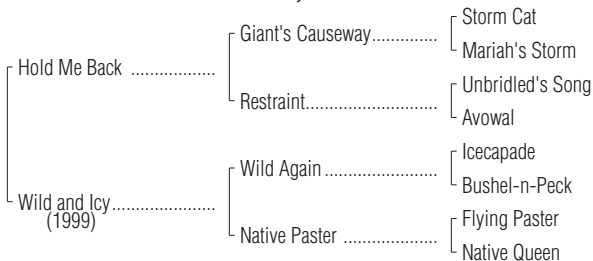 Storm Cat
Giant's Causeway..............
Mariah's Storm
Hold Me Back ..................
Unbridled's Song
Restraint............................
Avowal
Icecapade
Wild Again ........................
Bushel-n-Peck
Wild and Icy......................
(1999)
Flying Paster
Native Paster ....................
Native Queen